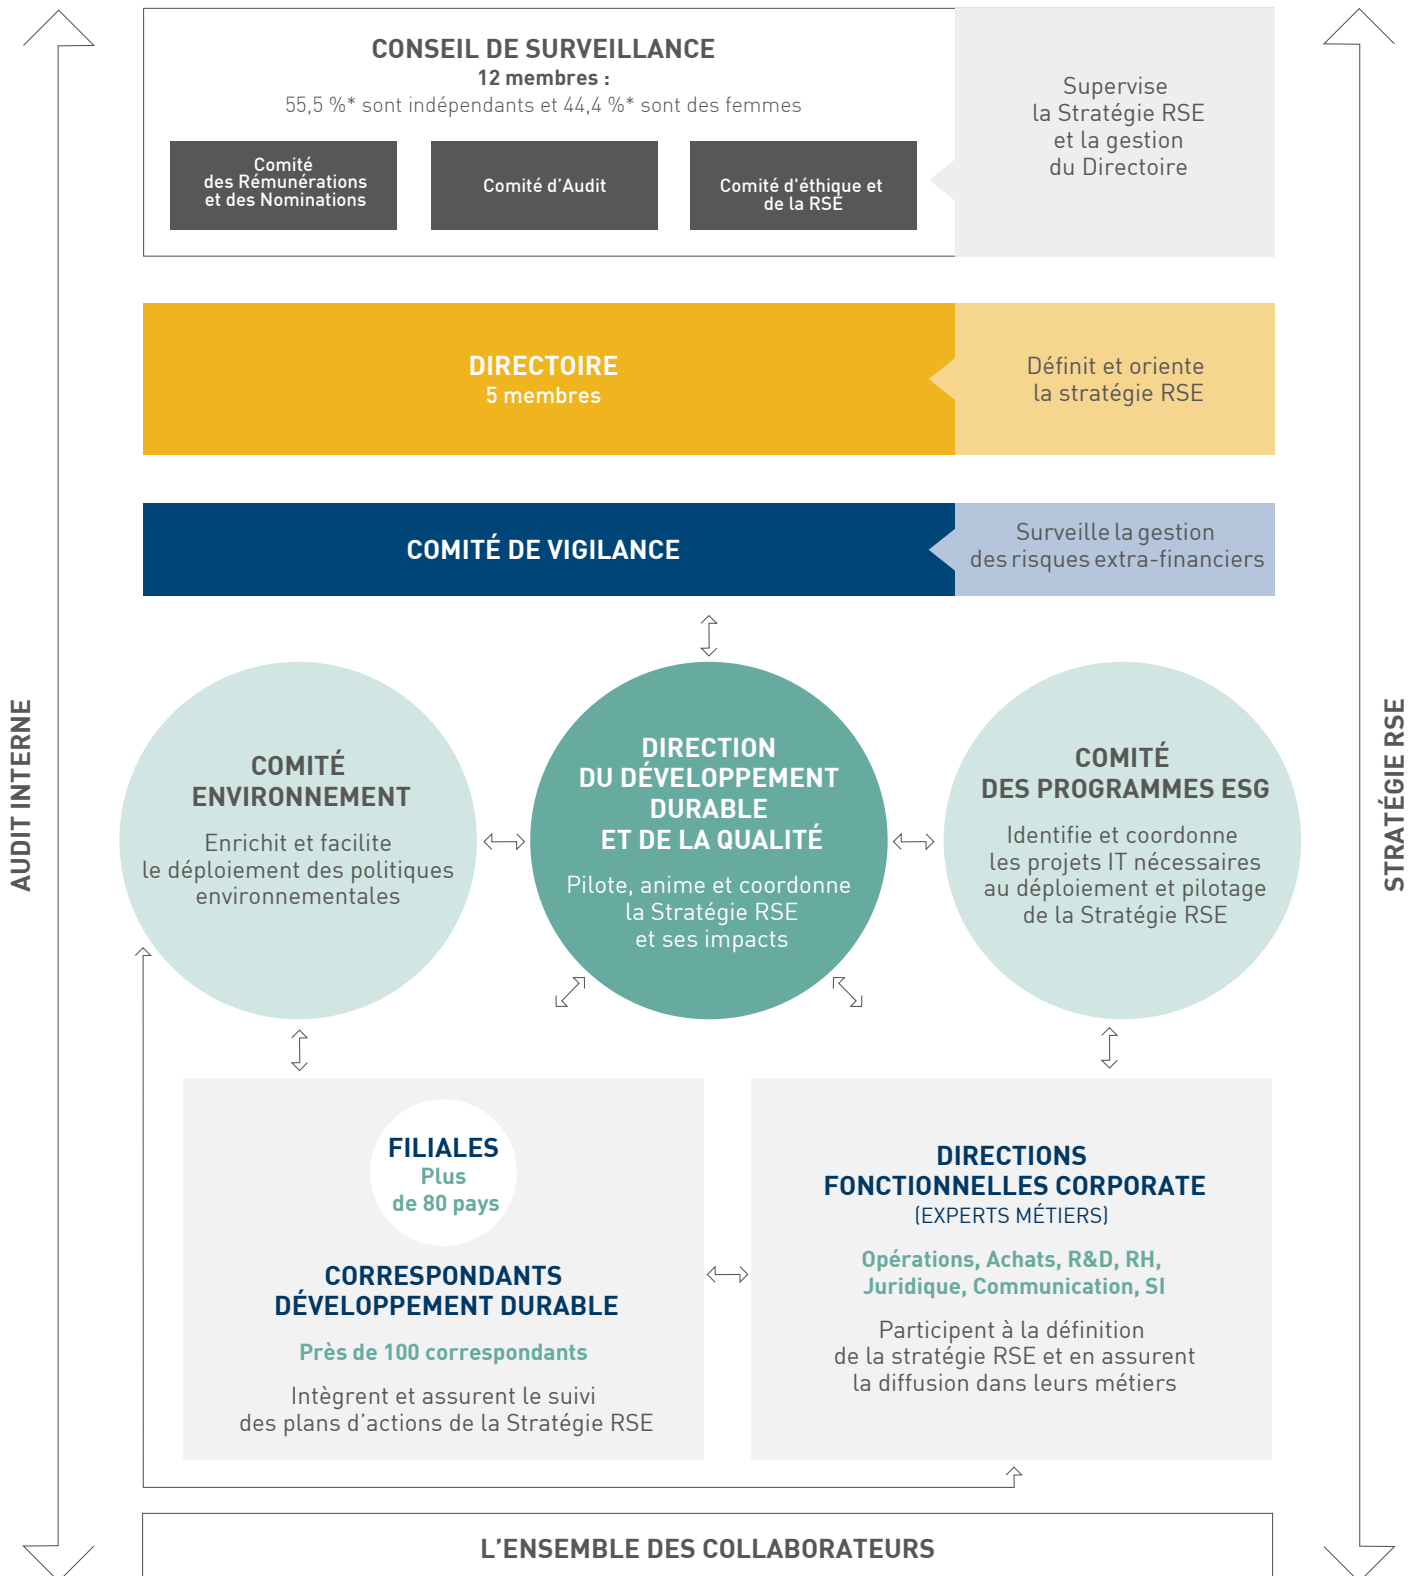 CONSEIL DE SURVEILLANCE
12 membres :
55,5 %* sont indépendants et 44,4 %* sont des femmes
Comité
des Rémunérations
et des Nominations
Comité d’Audit
Comité d'éthique et
de la RSE
Supervise
la Stratégie RSE
et la gestion
du Directoire
DIRECTOIRE
5 membres
Définit et oriente
la stratégie RSE
COMITÉ DE VIGILANCE
Surveille la gestion
des risques extra-financiers
AUDIT INTERNE
STRATÉGIE RSE
COMITÉ
ENVIRONNEMENT
Enrichit et facilite
le déploiement des politiques
environnementales
DIRECTION
DU DÉVELOPPEMENT
DURABLE
ET DE LA QUALITÉ
Pilote, anime et coordonne
la Stratégie RSE
et ses impacts
COMITÉ
DES PROGRAMMES ESG
Identifie et coordonne
les projets IT nécessaires
au déploiement et pilotage
de la Stratégie RSE
FILIALES
Plus
de 80 pays
CORRESPONDANTS
DÉVELOPPEMENT DURABLE
Près de 100 correspondants
Intègrent et assurent le suivi
des plans d’actions de la Stratégie RSE
DIRECTIONS
FONCTIONNELLES CORPORATE
(EXPERTS MÉTIERS)
Opérations, Achats, R&D, RH,
Juridique, Communication, SI
Participent à la définition
de la stratégie RSE et en assurent
la diffusion dans leurs métiers
L’ENSEMBLE DES COLLABORATEURS